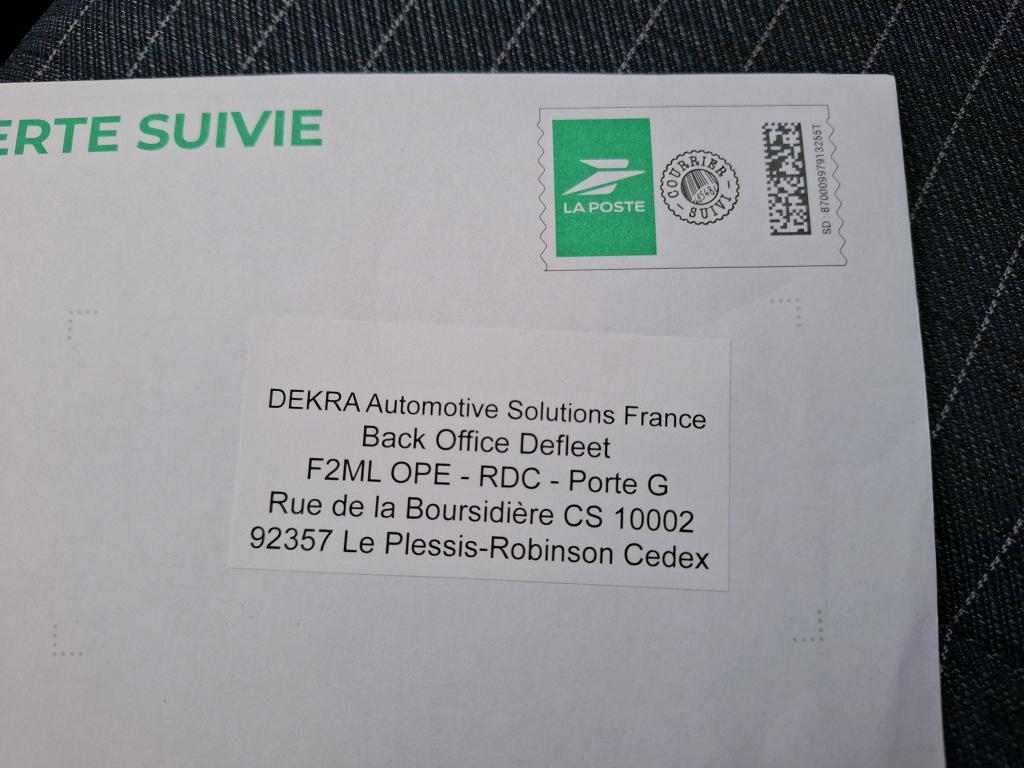 ERTE SUIVIE
LA POSTE
COURRIER
SUIVI
SD : 87000997913255T
DEKRA Automotive Solutions France
Back Office Defleet
F2ML OPE - RDC - Porte G
Rue de la Boursidière CS 10002
92357 Le Plessis-Robinson Cedex